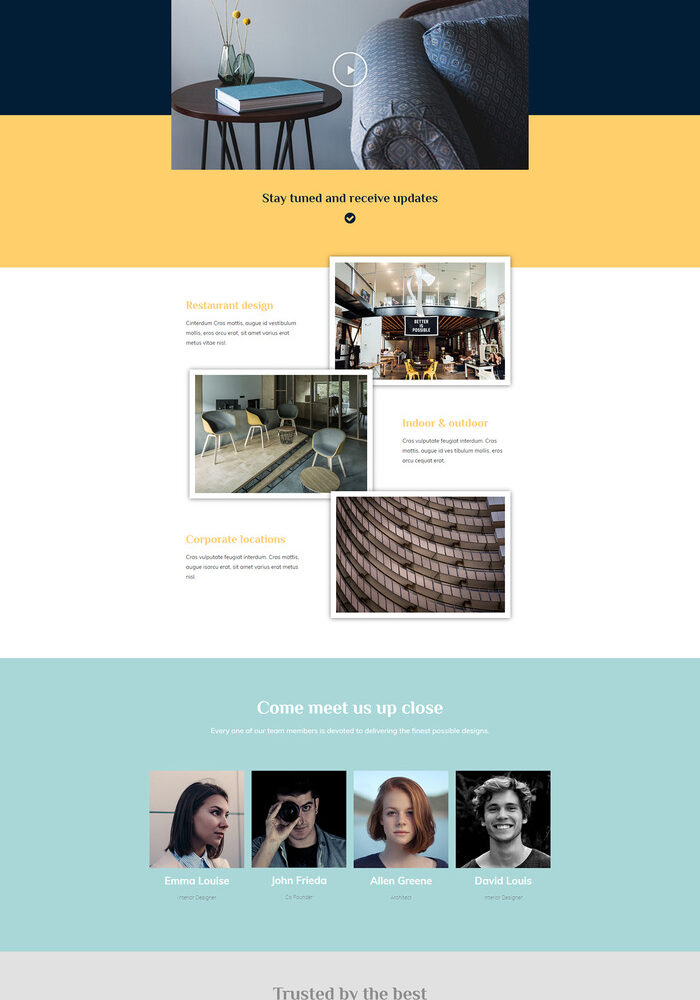 Stay tuned and receive updates
Restaurant design
Cinterdum Cras mattis, augue id vestibulum
mollis, eros arcu erat, sit amet varius erat
metus vitae nisl.
BETTER
IS
POSSIBLE
Indoor & outdoor
Cras vulputate feugiat interdum. Cras
mattis, augue id ves tibulum mollis, eros
arcu cequat erat.
Corporate locations
Cras vulputate feugiat interdum. Cras mattis,
augue isarcu erat, sit amet varius erat metus
nisl.
Come meet us up close
Every one of our team members is devoted to delivering the finest possible designs.
Emma Louise
John Frieda
Allen Greene
David Louis
Interior Designer
Co Founder
Architect
Interior Designer
Trusted by the best